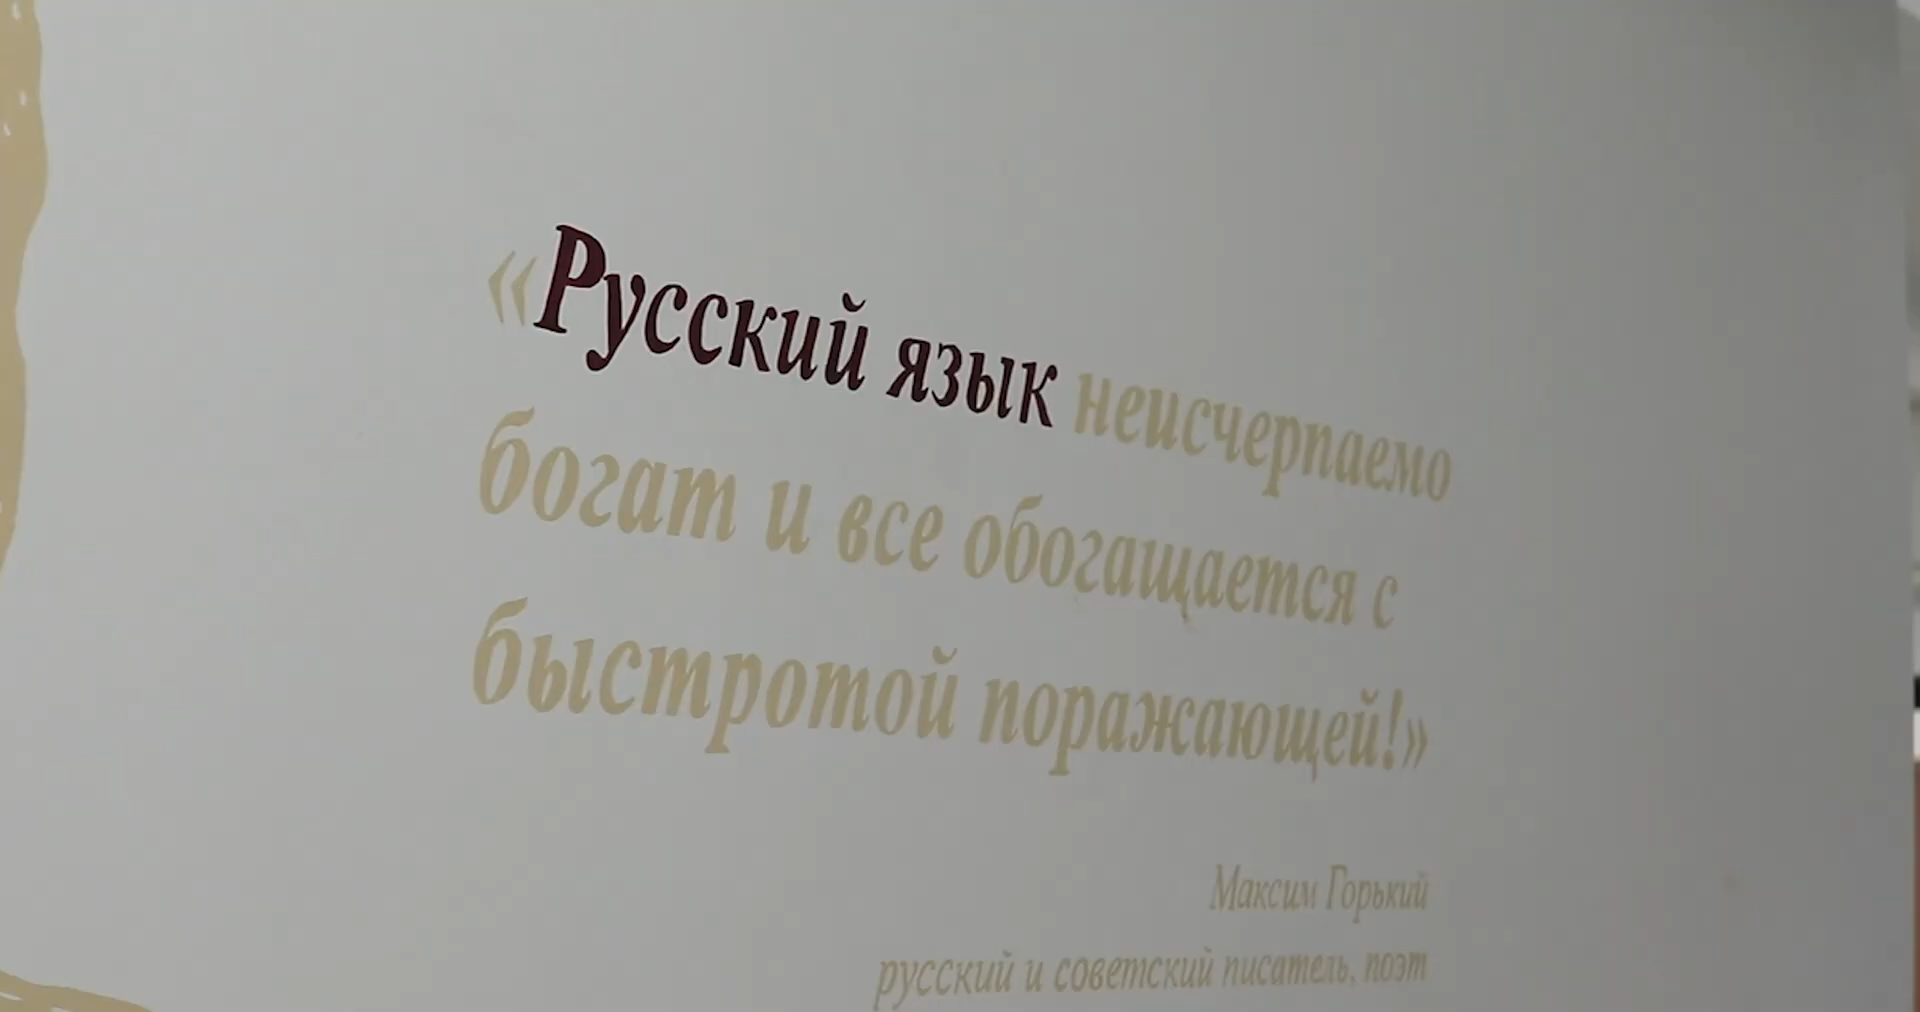 «Русский язык неисчерпаемо
богат и все обогащается с
быстротой поражающей!»
Максим Горький
русский и советский писатель, поэт